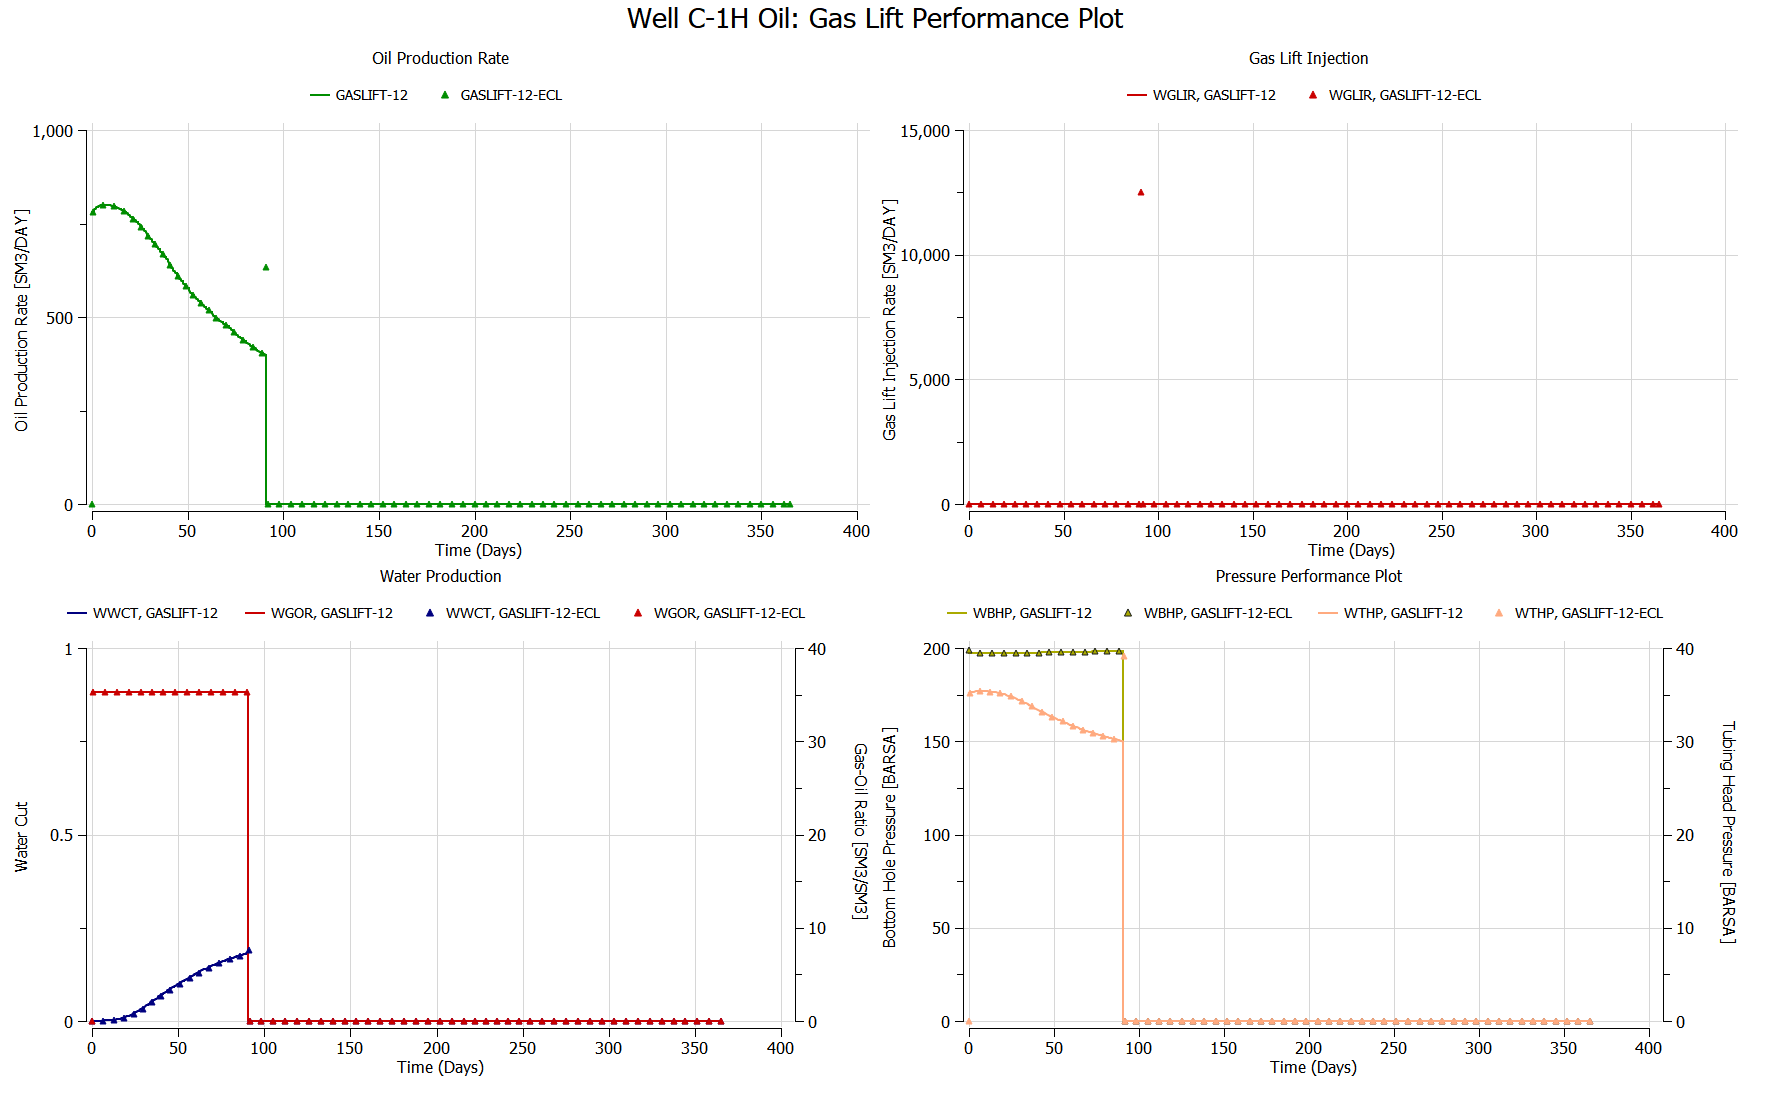 Well C-1H Oil: Gas Lift Performance Plot
Oil Production Rate
GASLIFT-12 GASLIFT-12-ECL
1,000
500
0
Oil Production Rate [SM3/DAY]
0 50 100 150 200 250 300 350 400
Time (Days)
Gas Lift Injection
WGLIR, GASLIFT-12 WGLIR, GASLIFT-12-ECL
15,000
10,000
5,000
0
Gas Lift Injection Rate [SM3/DAY]
0 50 100 150 200 250 300 350 400
Time (Days)
Water Production
WWCT, GASLIFT-12 WGOR, GASLIFT-12 WWCT, GASLIFT-12-ECL WGOR, GASLIFT-12-ECL
1
0.5
0
Water Cut
40
30
20
10
0
Gas-Oil Ratio [SM3/SM3]
0 50 100 150 200 250 300 350 400
Time (Days)
Pressure Performance Plot
WBHP, GASLIFT-12 WBHP, GASLIFT-12-ECL WTHP, GASLIFT-12 WTHP, GASLIFT-12-ECL
200
150
100
50
0
Bottom Hole Pressure [BARSA]
40
30
20
10
0
Tubing Head Pressure [BARSA]
0 50 100 150 200 250 300 350 400
Time (Days)